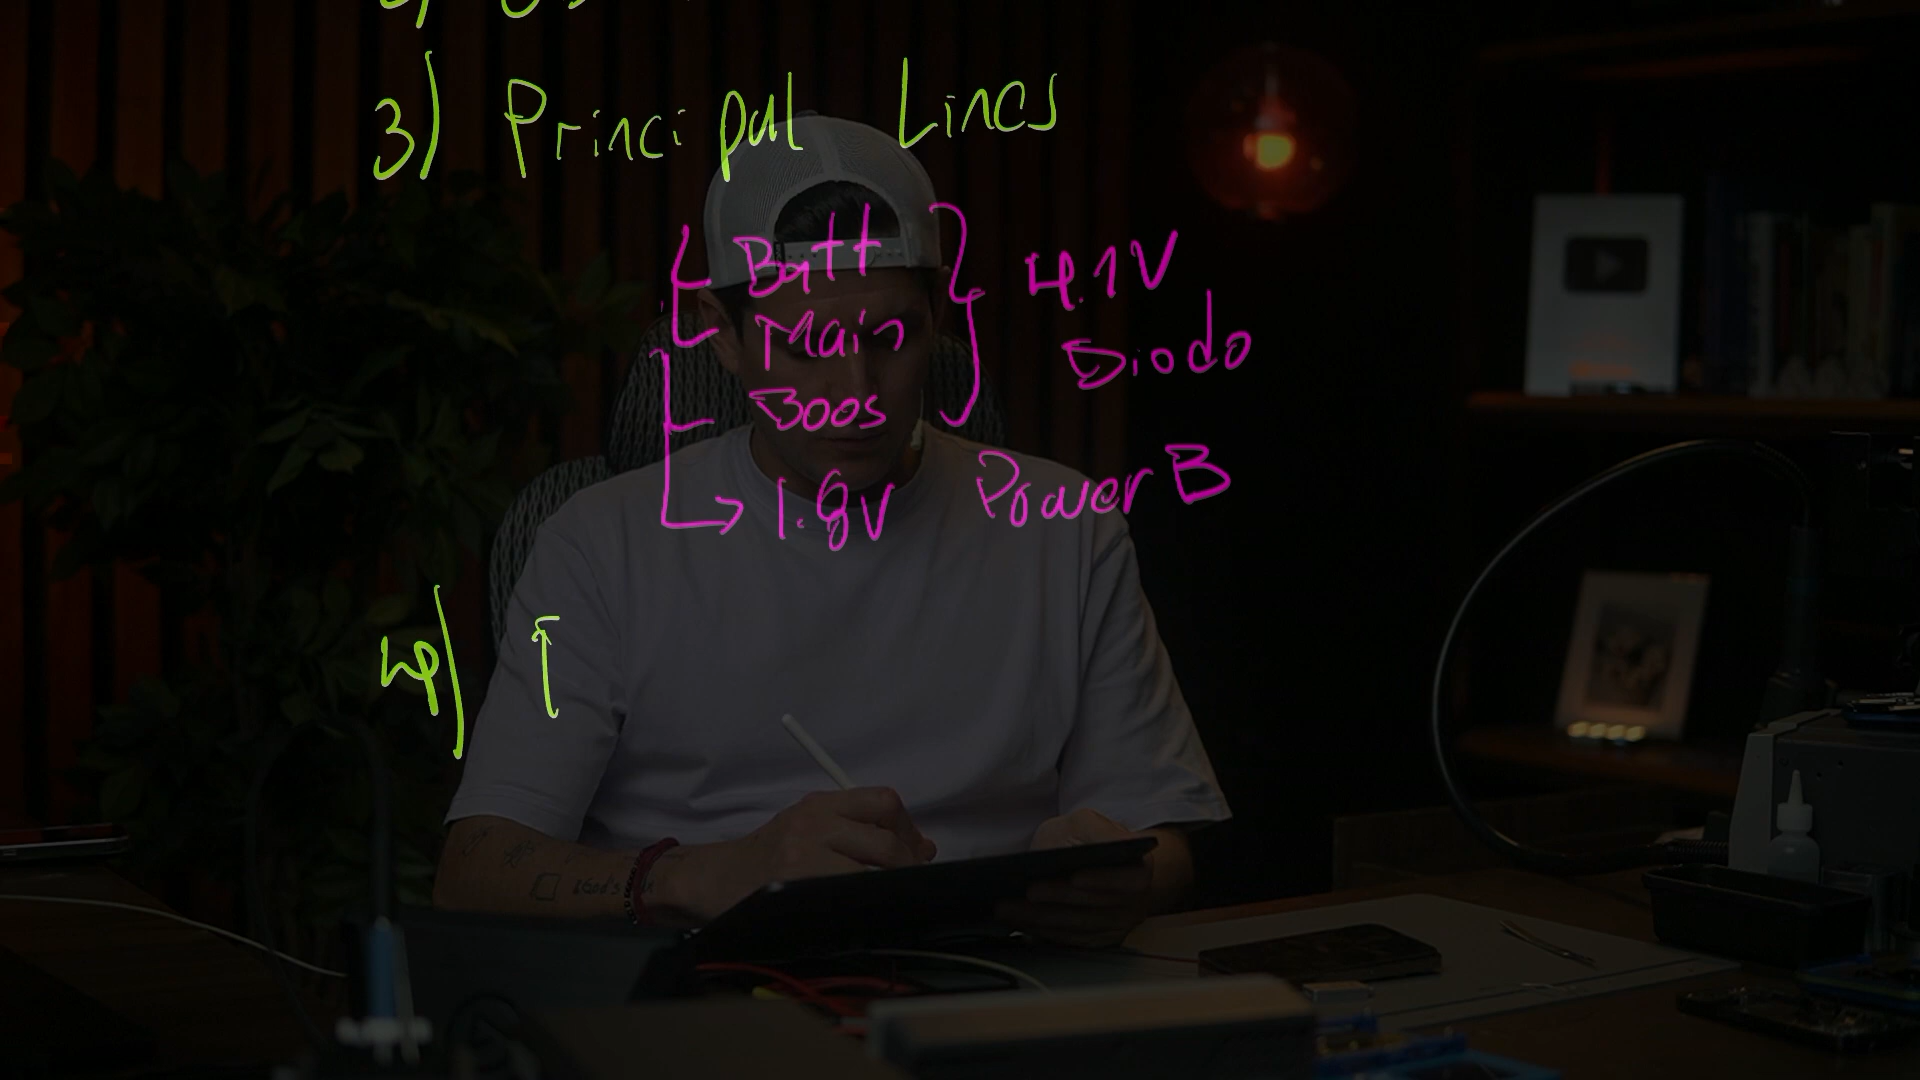 3) Principal Lines
Batt
Main
Boos
4.1V
Diodo
1.8V PowerB
4)